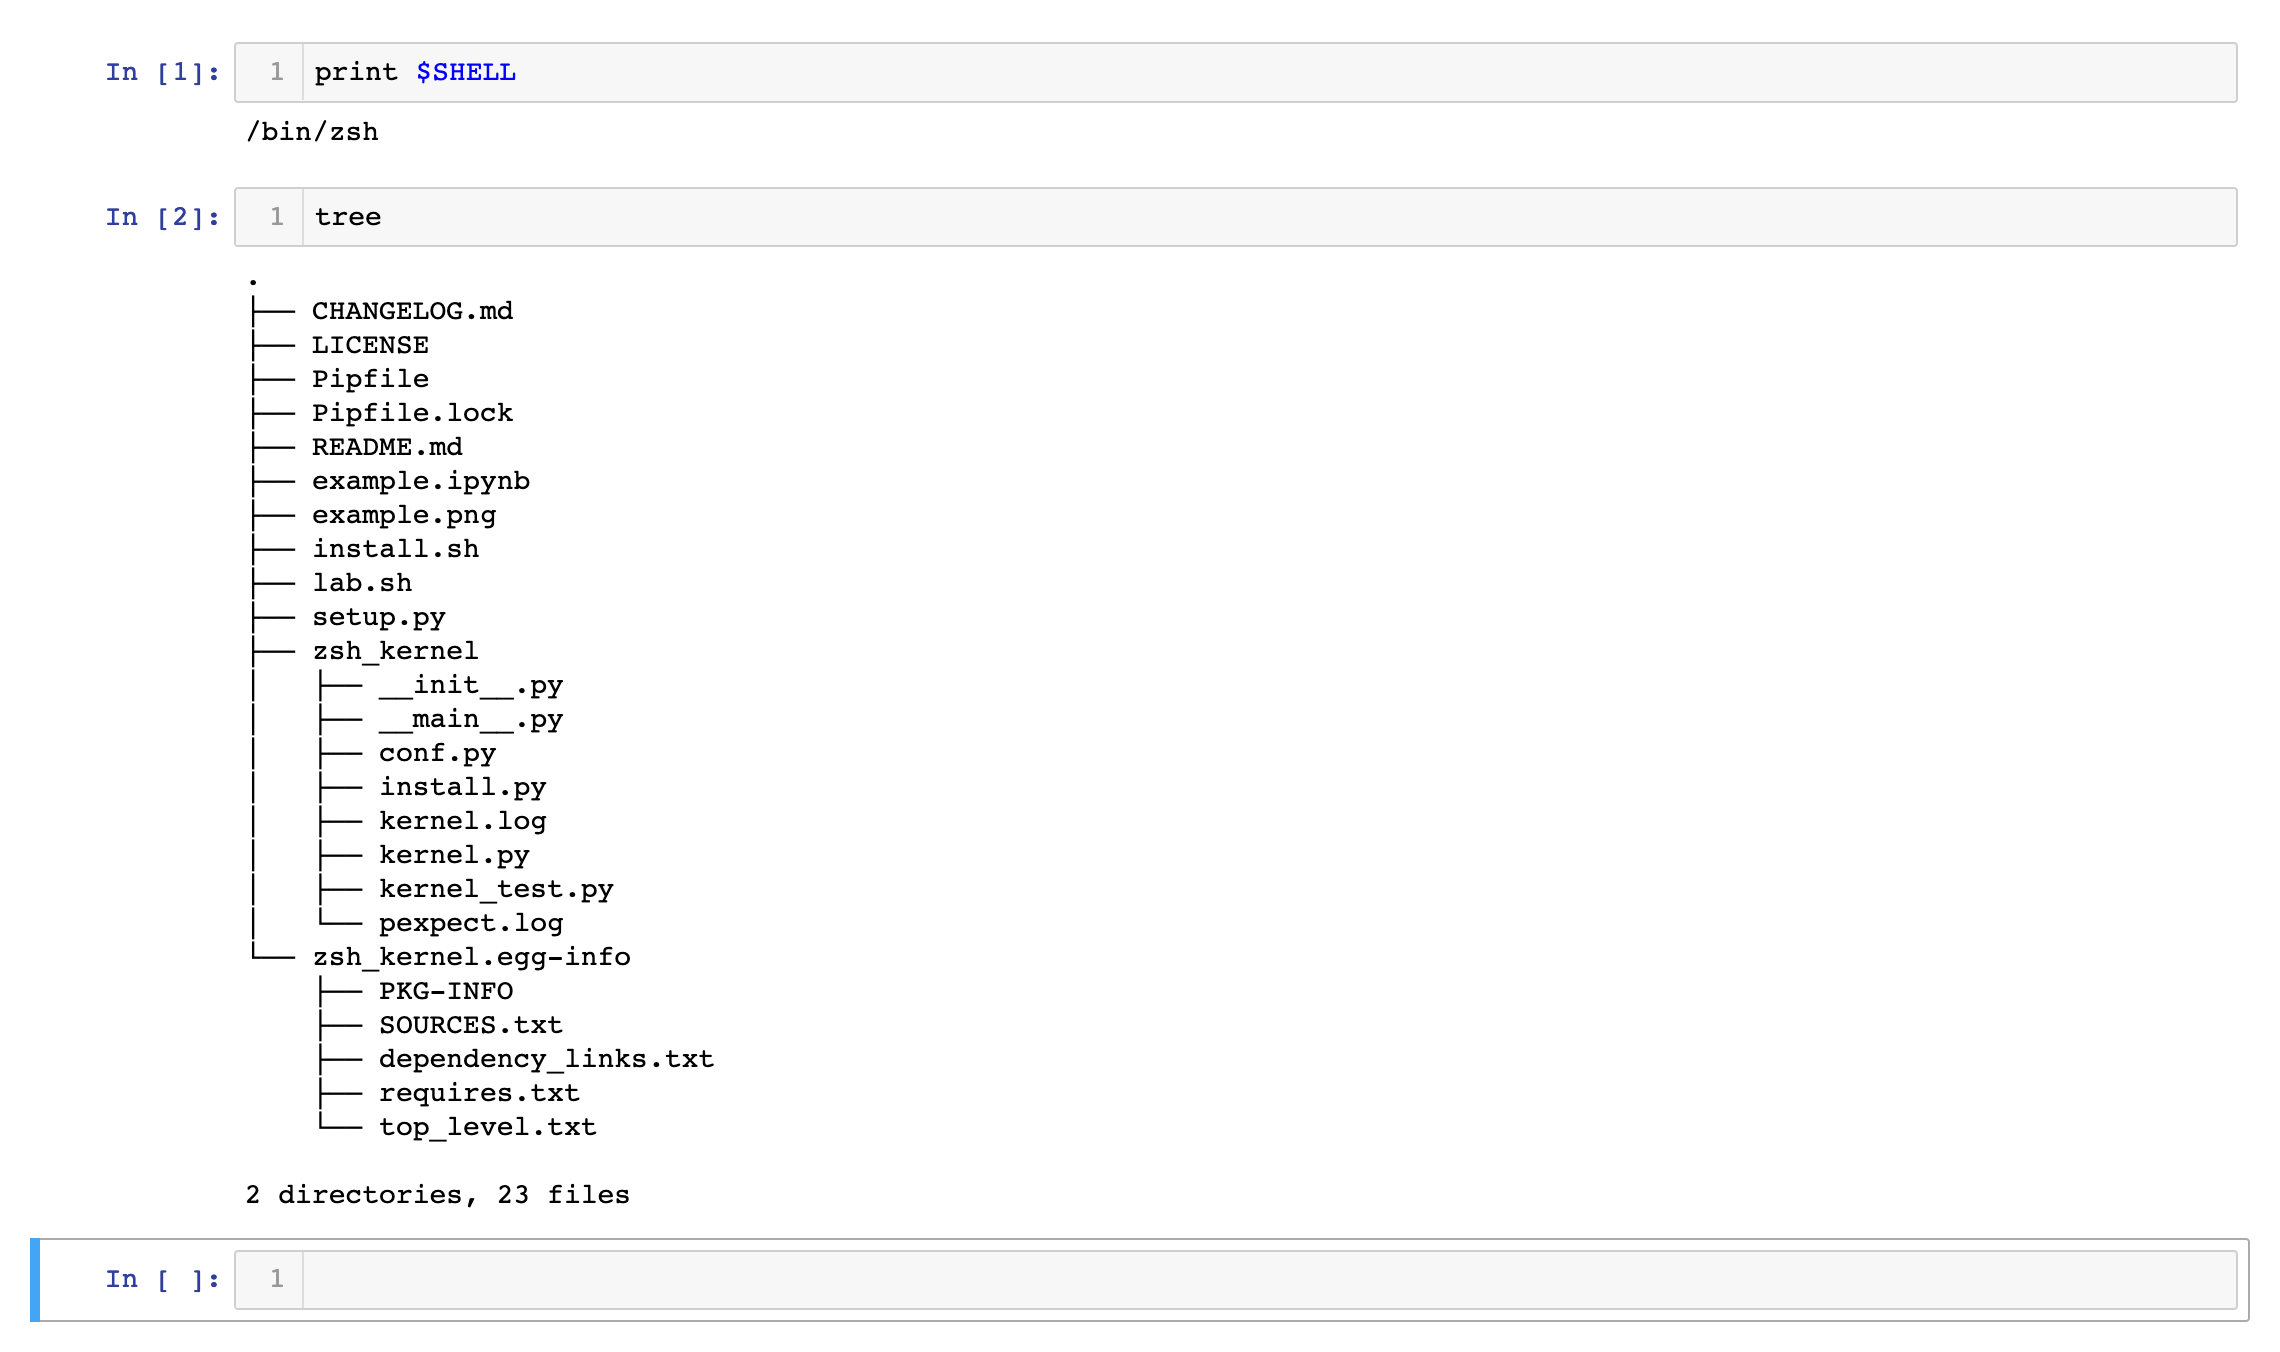 In [1]: 1 print $SHELL
/bin/zsh
In [2]: 1 tree
.
├── CHANGELOG.md
├── LICENSE
├── Pipfile
├── Pipfile.lock
├── README.md
├── example.ipynb
├── example.png
├── install.sh
├── lab.sh
├── setup.py
├── zsh_kernel
│   ├── __init__.py
│   ├── __main__.py
│   ├── conf.py
│   ├── install.py
│   ├── kernel.log
│   ├── kernel.py
│   ├── kernel_test.py
│   └── pexpect.log
└── zsh_kernel.egg-info
    ├── PKG-INFO
    ├── SOURCES.txt
    ├── dependency_links.txt
    ├── requires.txt
    └── top_level.txt
2 directories, 23 files
In [ ]: 1